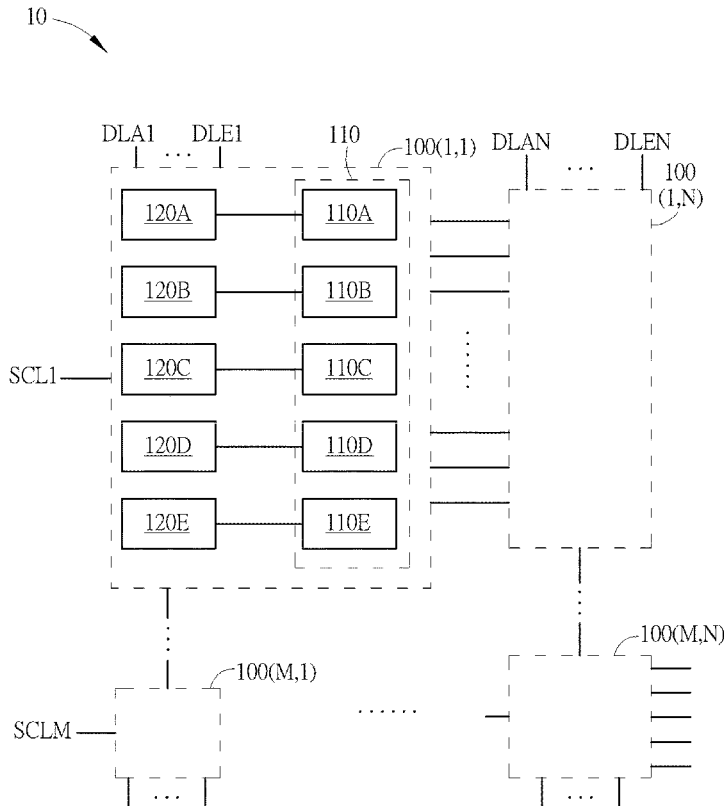 10
DLA1 ... DLE1
110
100(1,1)
DLAN ... DLEN
100
(1,N)
120A
110A
120B
110B
120C
110C
SCL1
120D
110D
120E
110E
100(M,1)
100(M,N)
SCLM